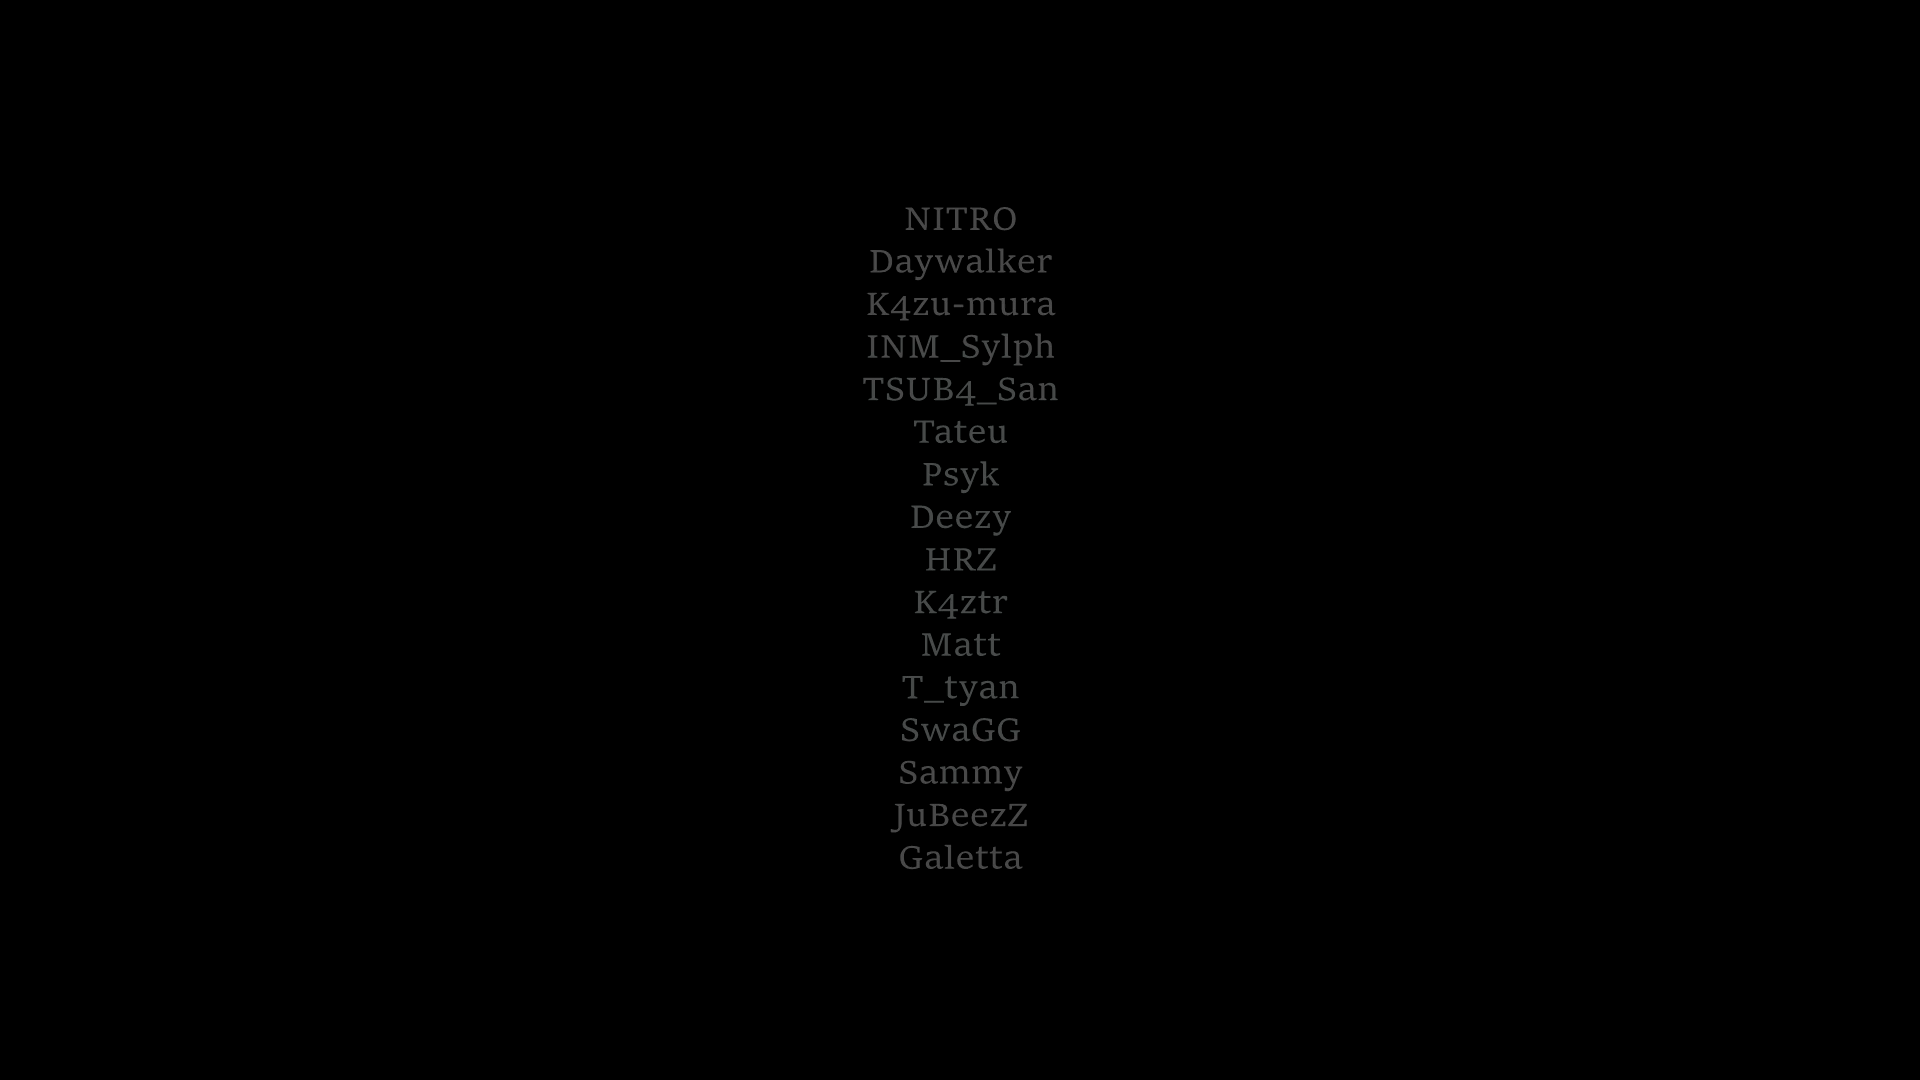 NITRO
Daywalker
K4zu-mura
INM_Sylph
TSUB4_San
Tateu
Psyk
Deezy
HRZ
K4ztr
Matt
T_tyan
SwaGG
Sammy
JuBeezZ
Galetta